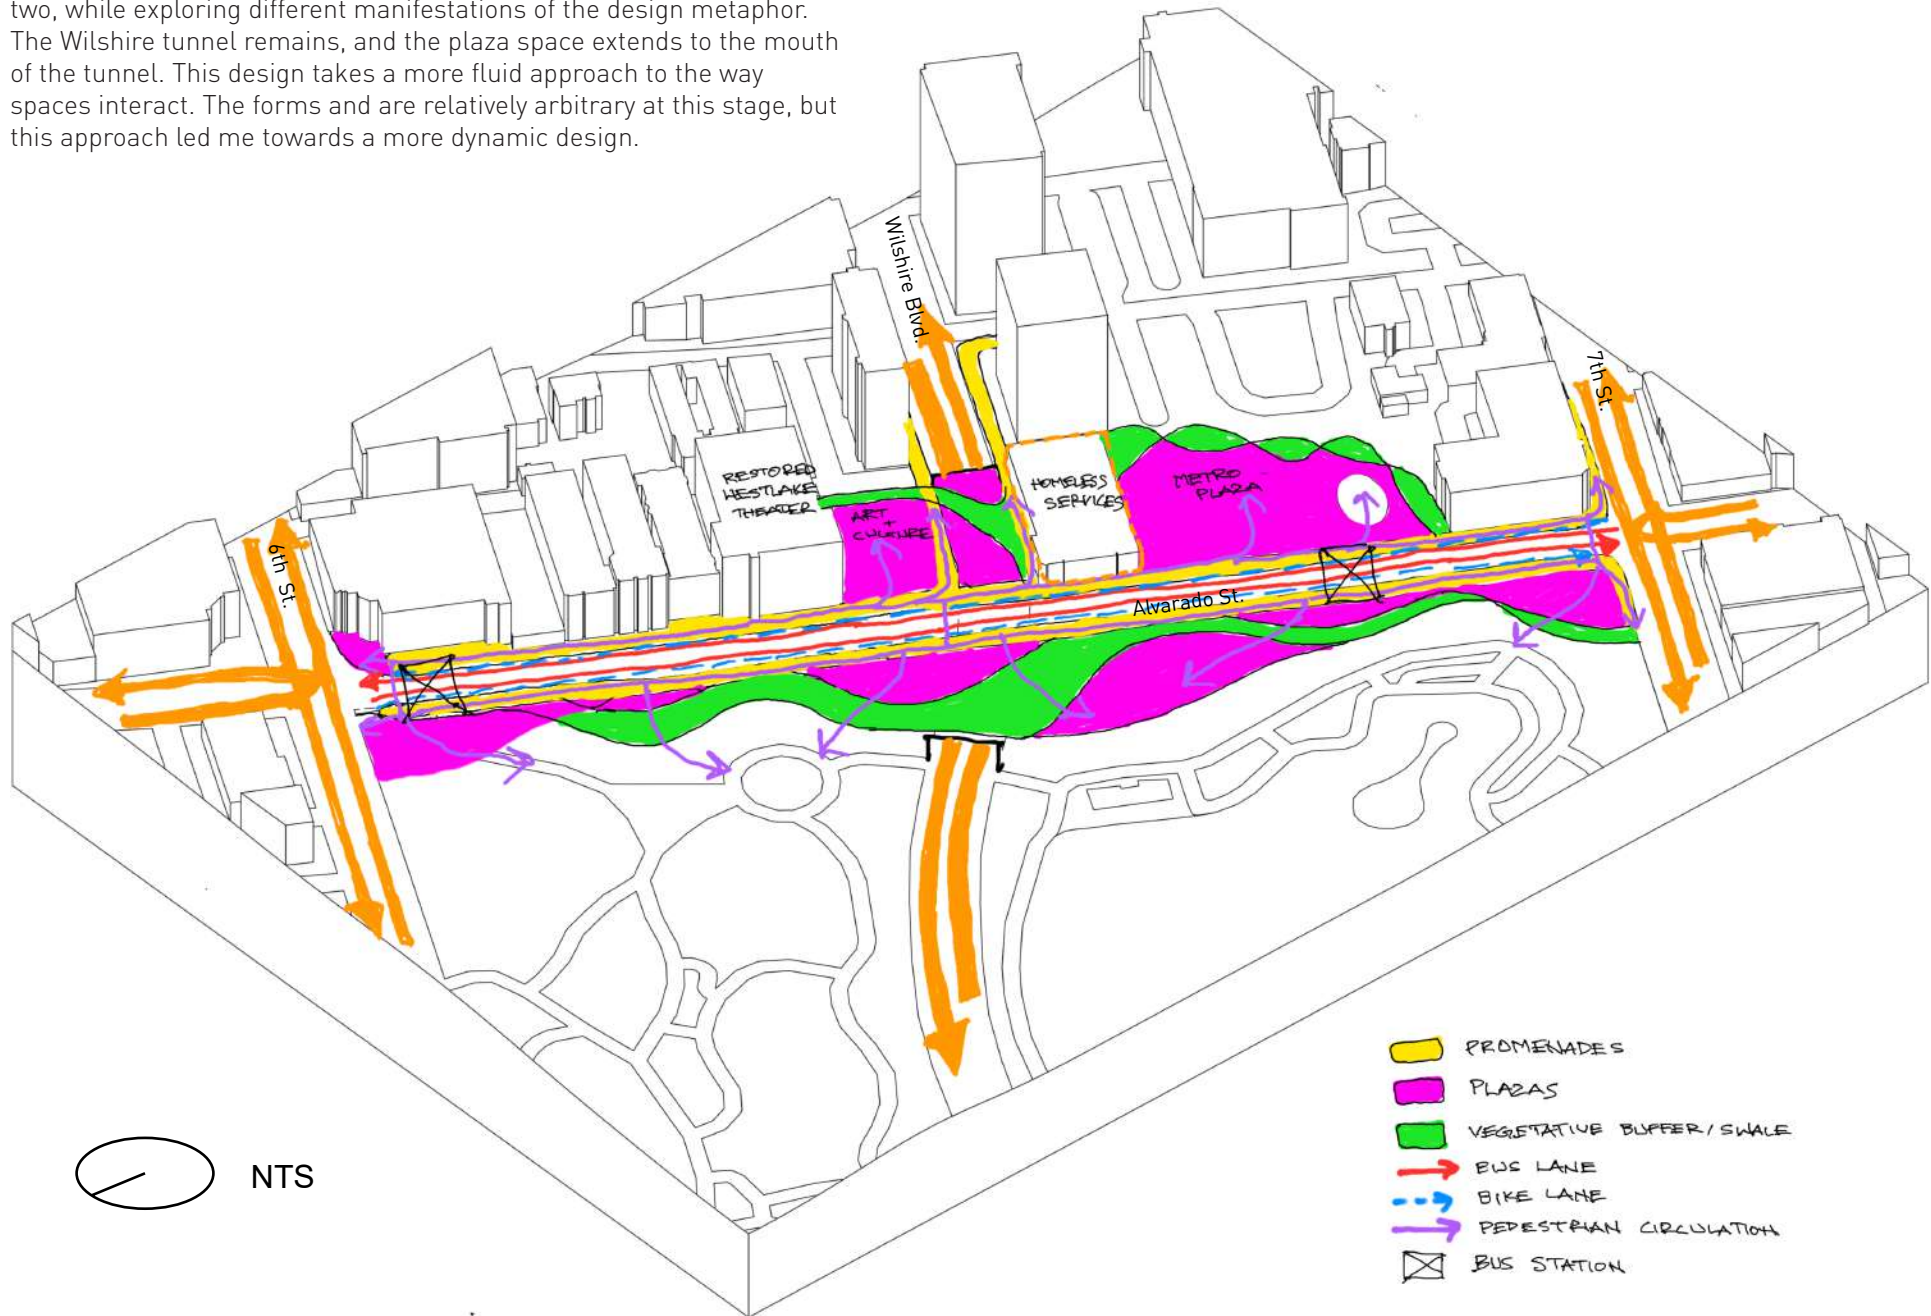 two, while exploring different manifestations of the design metaphor.
The Wilshire tunnel remains, and the plaza space extends to the mouth
of the tunnel. This design takes a more fluid approach to the way
spaces interact. The forms and are relatively arbitrary at this stage, but
this approach led me towards a more dynamic design.
Wilshire Blvd.
7th St.
RESTORED
WESTLAKE
THEATER
ART
+
CULTURE
HOMELESS
SERVICES
METRO
PLAZA
6th St.
Alvarado St.
NTS
PROMENADES
PLAZAS
VEGETATIVE BUFFER/SWALE
BUS LANE
BIKE LANE
PEDESTRIAN CIRCULATION
BUS STATION